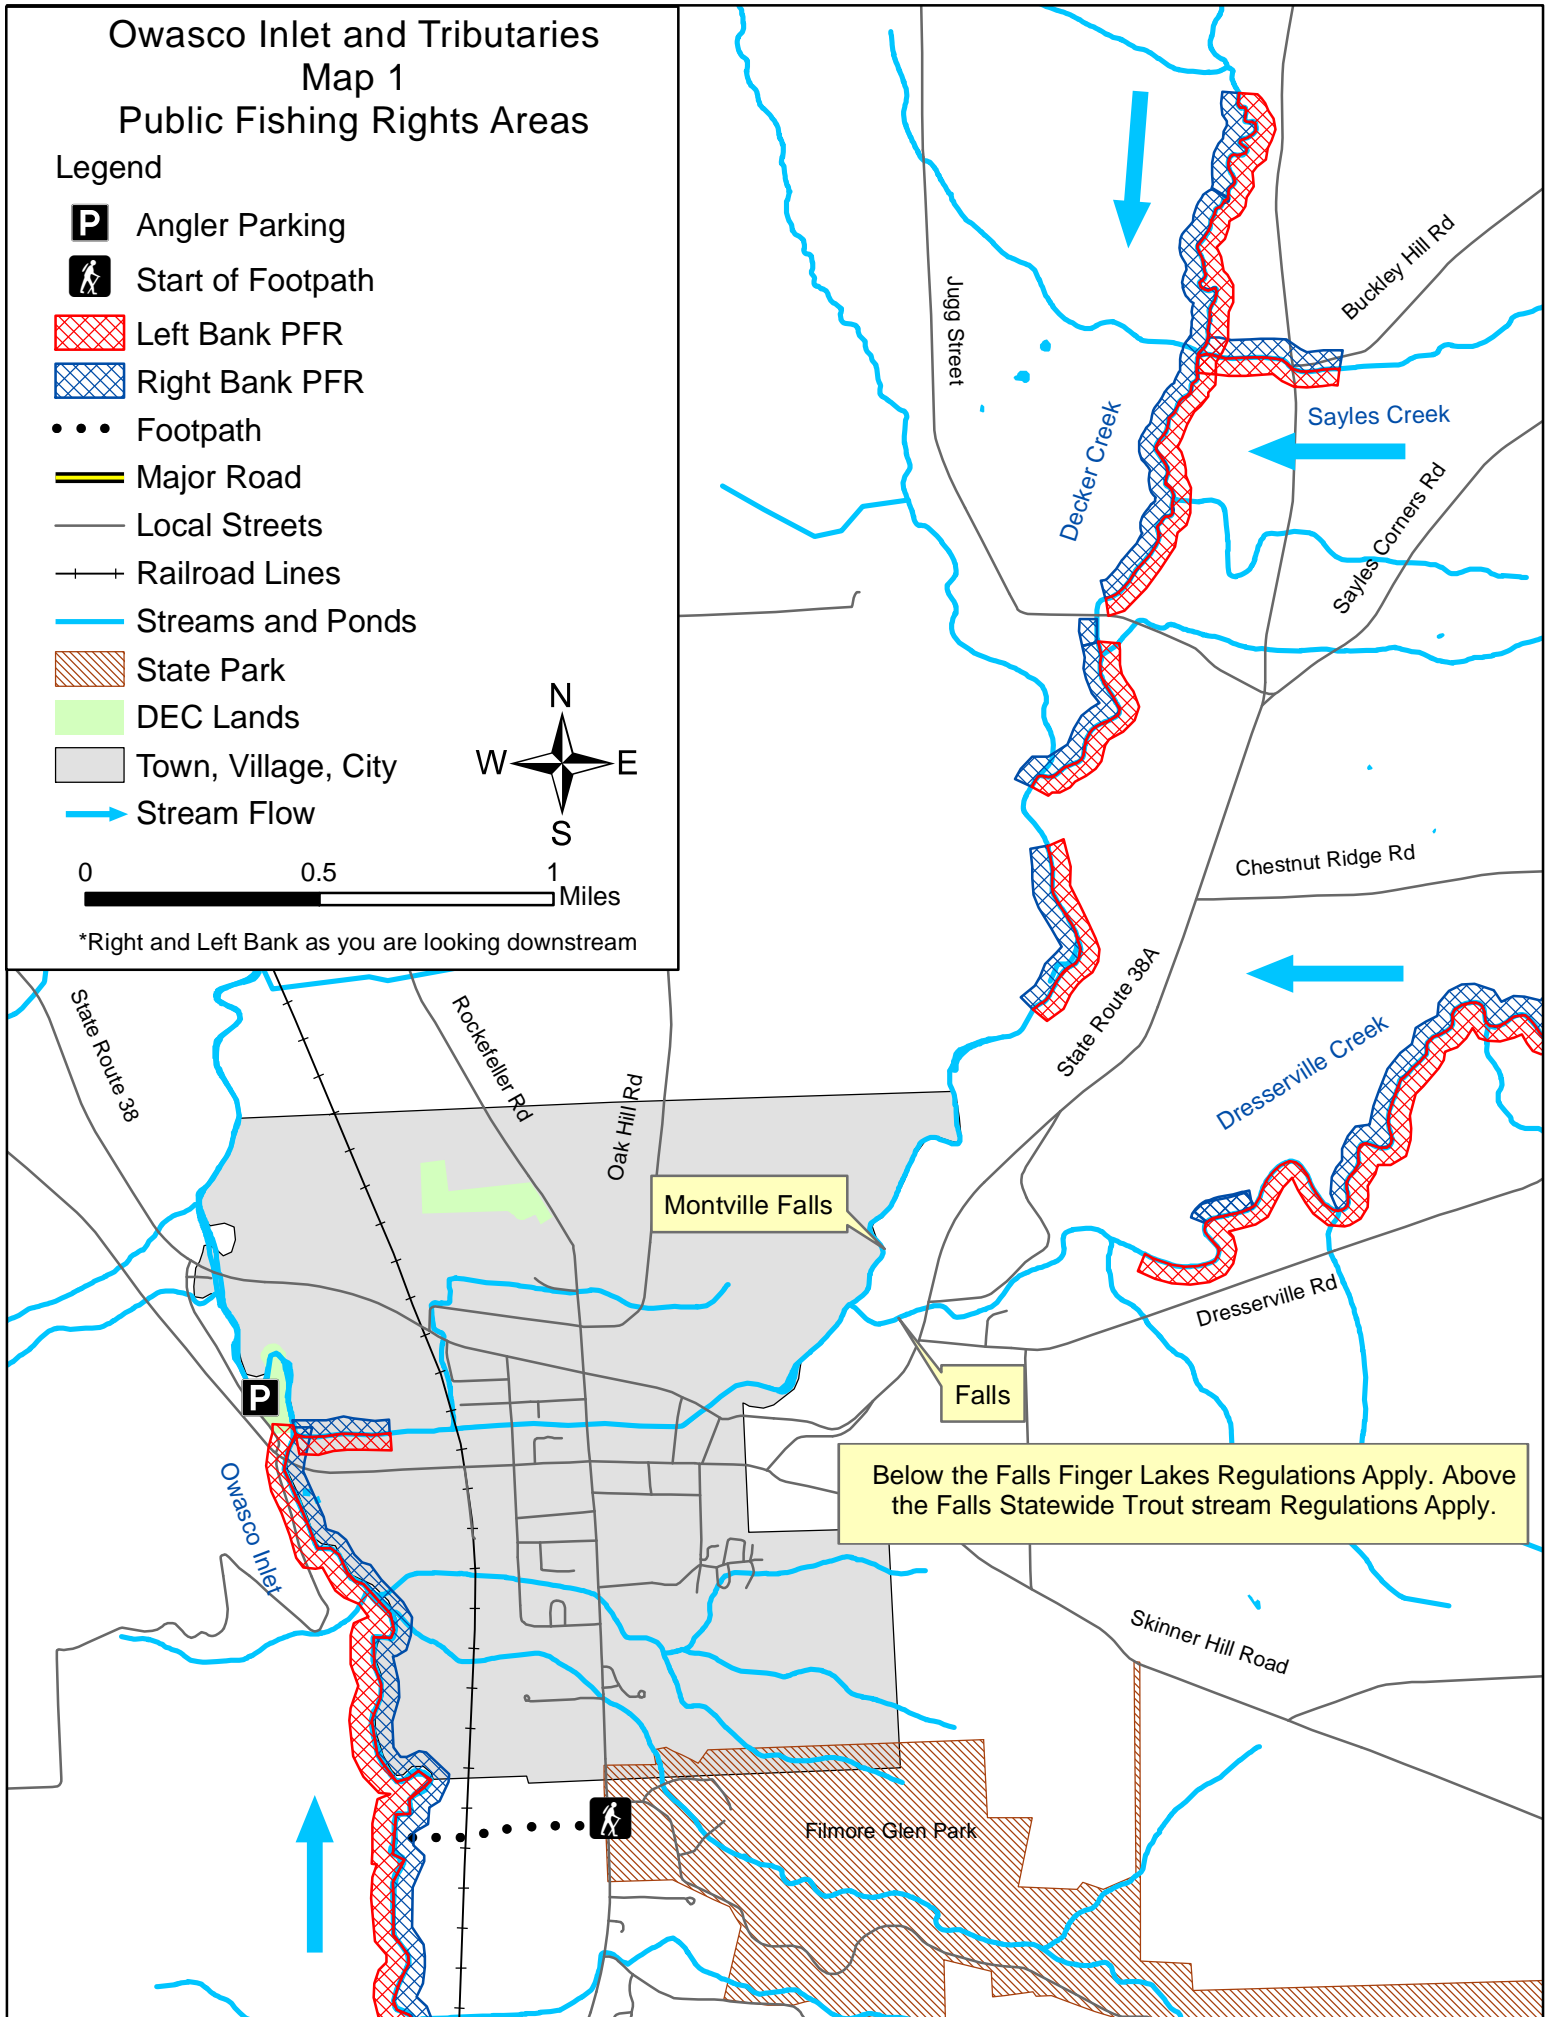 Owasco Inlet and Tributaries
Map 1
Public Fishing Rights Areas
Legend
P Angler Parking
Start of Footpath
Left Bank PFR
Right Bank PFR
Footpath
Major Road
Local Streets
Railroad Lines
Streams and Ponds
State Park
DEC Lands
Town, Village, City
Stream Flow
N
W E
S
0 0.5 1
Miles
*Right and Left Bank as you are looking downstream
Buckley Hill Rd
Jugg Street
Sayles Creek
Decker Creek
Sayles Corners Rd
Chestnut Ridge Rd
State Route 38A
State Route 38
Rockefeller Rd
Oak Hill Rd
Dresserville Creek
Montville Falls
Dresserville Rd
Falls
P
Below the Falls Finger Lakes Regulations Apply. Above
the Falls Statewide Trout stream Regulations Apply.
Owasco Inlet
Skinner Hill Road
Filmore Glen Park